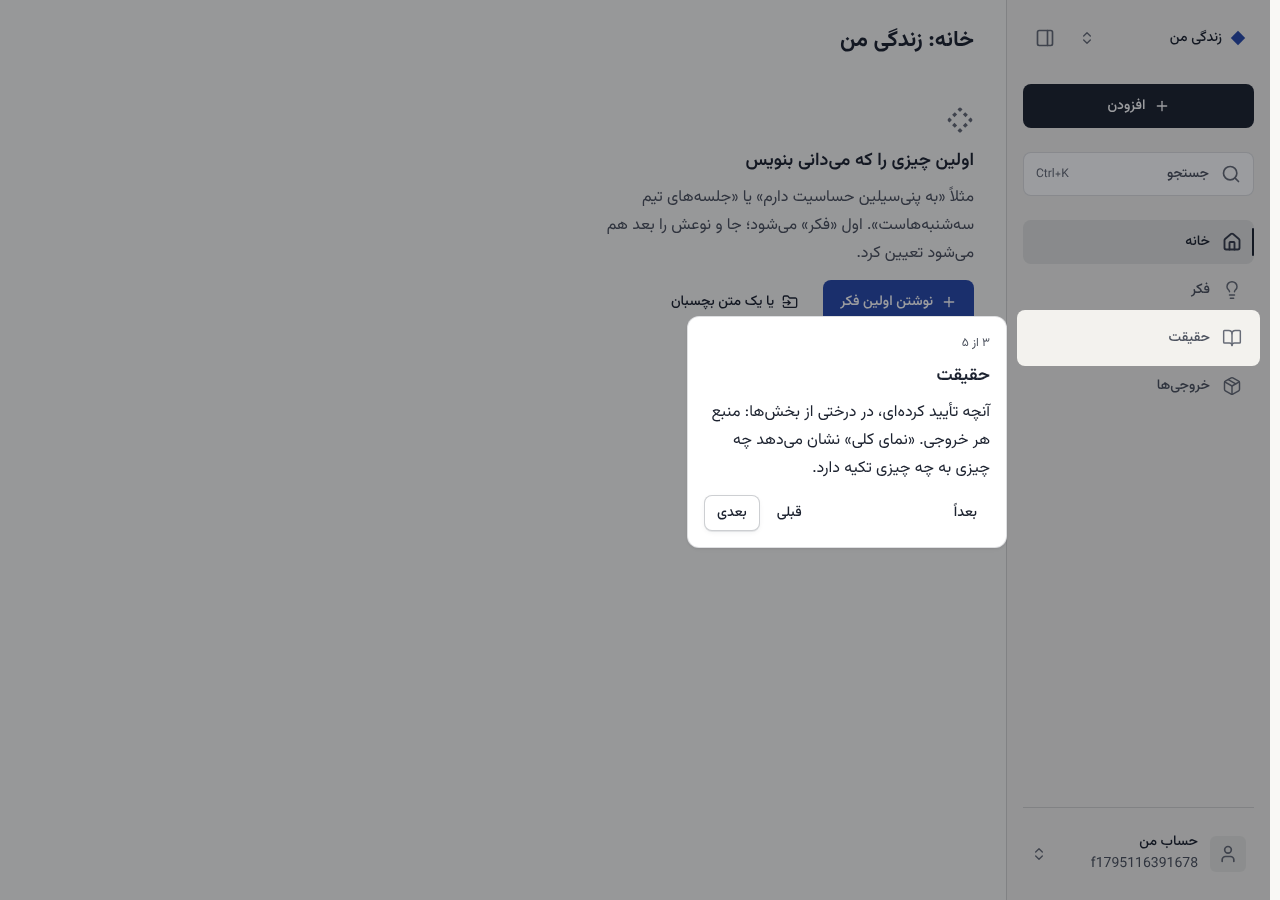 زندگی من
افزودن
جستجو
Ctrl+K
خانه
فکر
حقیقت
خروجی‌ها
حساب من
f1795116391678
خانه: زندگی من
اولین چیزی را که می‌دانی بنویس
مثلاً «به پنی‌سیلین حساسیت دارم» یا «جلسه‌های تیم
سه‌شنبه‌هاست». اول «فکر» می‌شود؛ جا و نوعش را بعد هم
می‌شود تعیین کرد.
نوشتن اولین فکر
یا یک متن بچسبان
۳ از ۵
حقیقت
آنچه تأیید کرده‌ای، در درختی از بخش‌ها: منبع
هر خروجی. «نمای کلی» نشان می‌دهد چه
چیزی به چه چیزی تکیه دارد.
بعداً
قبلی
بعدی